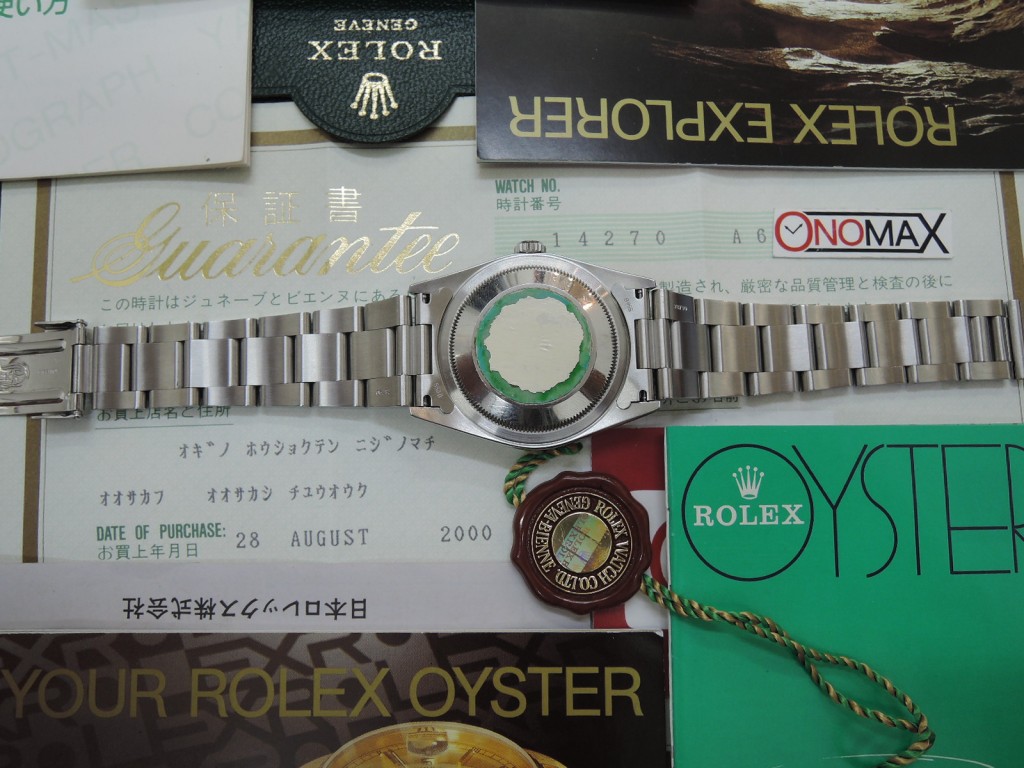 使い方
ROLEX
GENEVE
ROLEX EXPLORER
保証書
Guarantee
WATCH NO.
時計番号
14270 A6
ONOMAX
この時計はジュネーブとビエンヌにある
製造され、厳密な品質管理と検査の後に
お買上店名と住所
オギノ ホウショクテン ニジノマチ
オオサカフ オオサカシ チユウオウク
DATE OF PURCHASE:
お買上年月日
28 AUGUST 2000
日本ロレックス株式会社
ROLEX WATCH CO. LTD.
GENEVA-BIENNE
OYSTER
ROLEX
YOUR ROLEX OYSTER